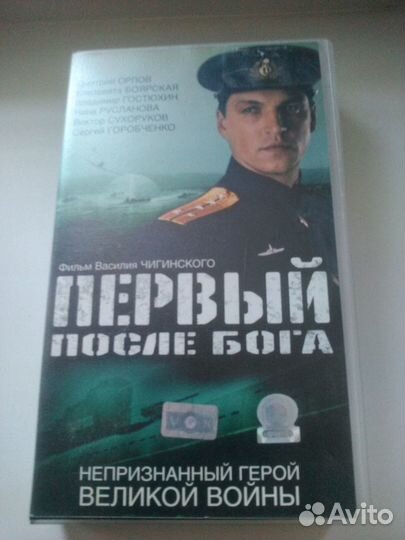 Дмитрий ОРЛОВ
Елизавета БОЯРСКАЯ
Владимир ГОСТЮХИН
Нина РУСЛАНОВА
Виктор СУХОРУКОВ
Сергей ГОРОБЧЕНКО
Фильм Василия ЧИГИНСКОГО
ПЕРВЫЙ
ПОСЛЕ БОГА
НЕПРИЗНАННЫЙ ГЕРОЙ
ВЕЛИКОЙ ВОЙНЫ
Avito